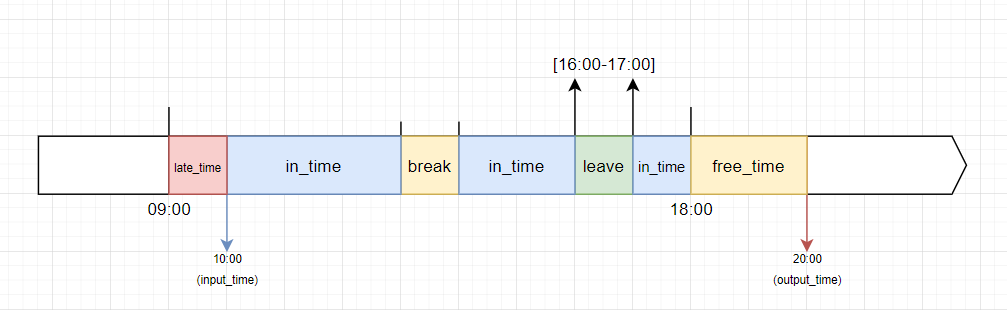 [16:00-17:00]
late_time
in_time
break
in_time
leave
in_time
free_time
09:00
18:00
10:00
(input_time)
20:00
(output_time)